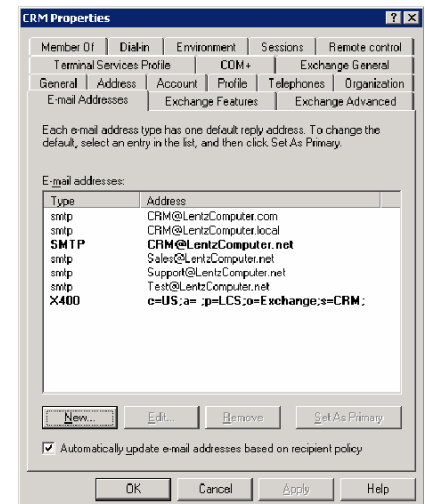 CRM Properties
Member Of Dial-in Environment Sessions Remote control
Terminal Services Profile COM+ Exchange General
General Address Account Profile Telephones Organization
E-mail Addresses Exchange Features Exchange Advanced
Each e-mail address type has one default reply address. To change the
default, select an entry in the list, and then click Set As Primary.
E-mail addresses:
Type Address
smtp CRM@LentzComputer.com
smtp CRM@LentzComputer.local
SMTP CRM@LentzComputer.net
smtp Sales@LentzComputer.net
smtp Support@LentzComputer.net
smtp Test@LentzComputer.net
X400 c=US;a= ;p=LCS;o=Exchange;s=CRM;
New... Edit... Remove Set As Primary
Automatically update e-mail addresses based on recipient policy
OK Cancel Apply Help